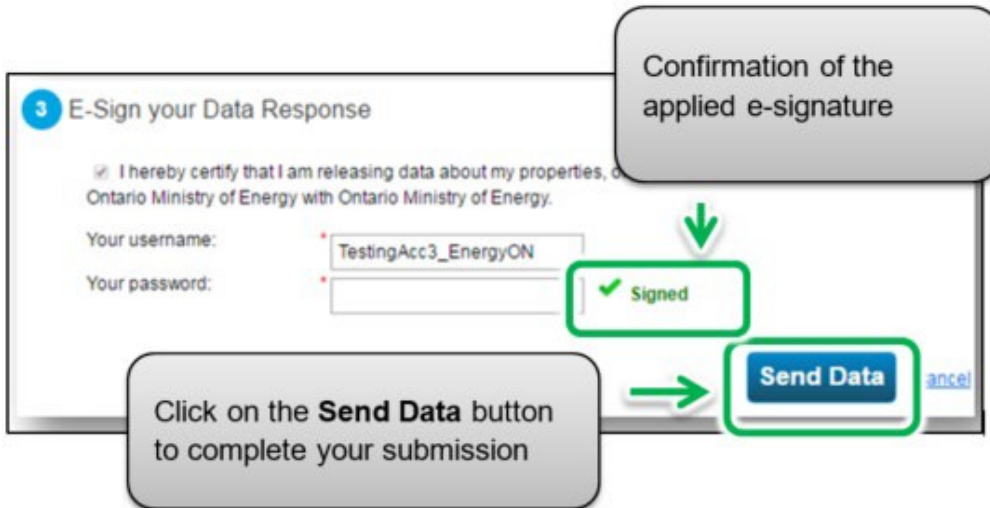 Confirmation of the
applied e-signature
3 E-Sign your Data Response
I hereby certify that I am releasing data about my properties,
Ontario Ministry of Energy with Ontario Ministry of Energy.
Your username: * TestingAcc3_EnergyON
Your password: * Signed
Send Data ancel
Click on the Send Data button
to complete your submission